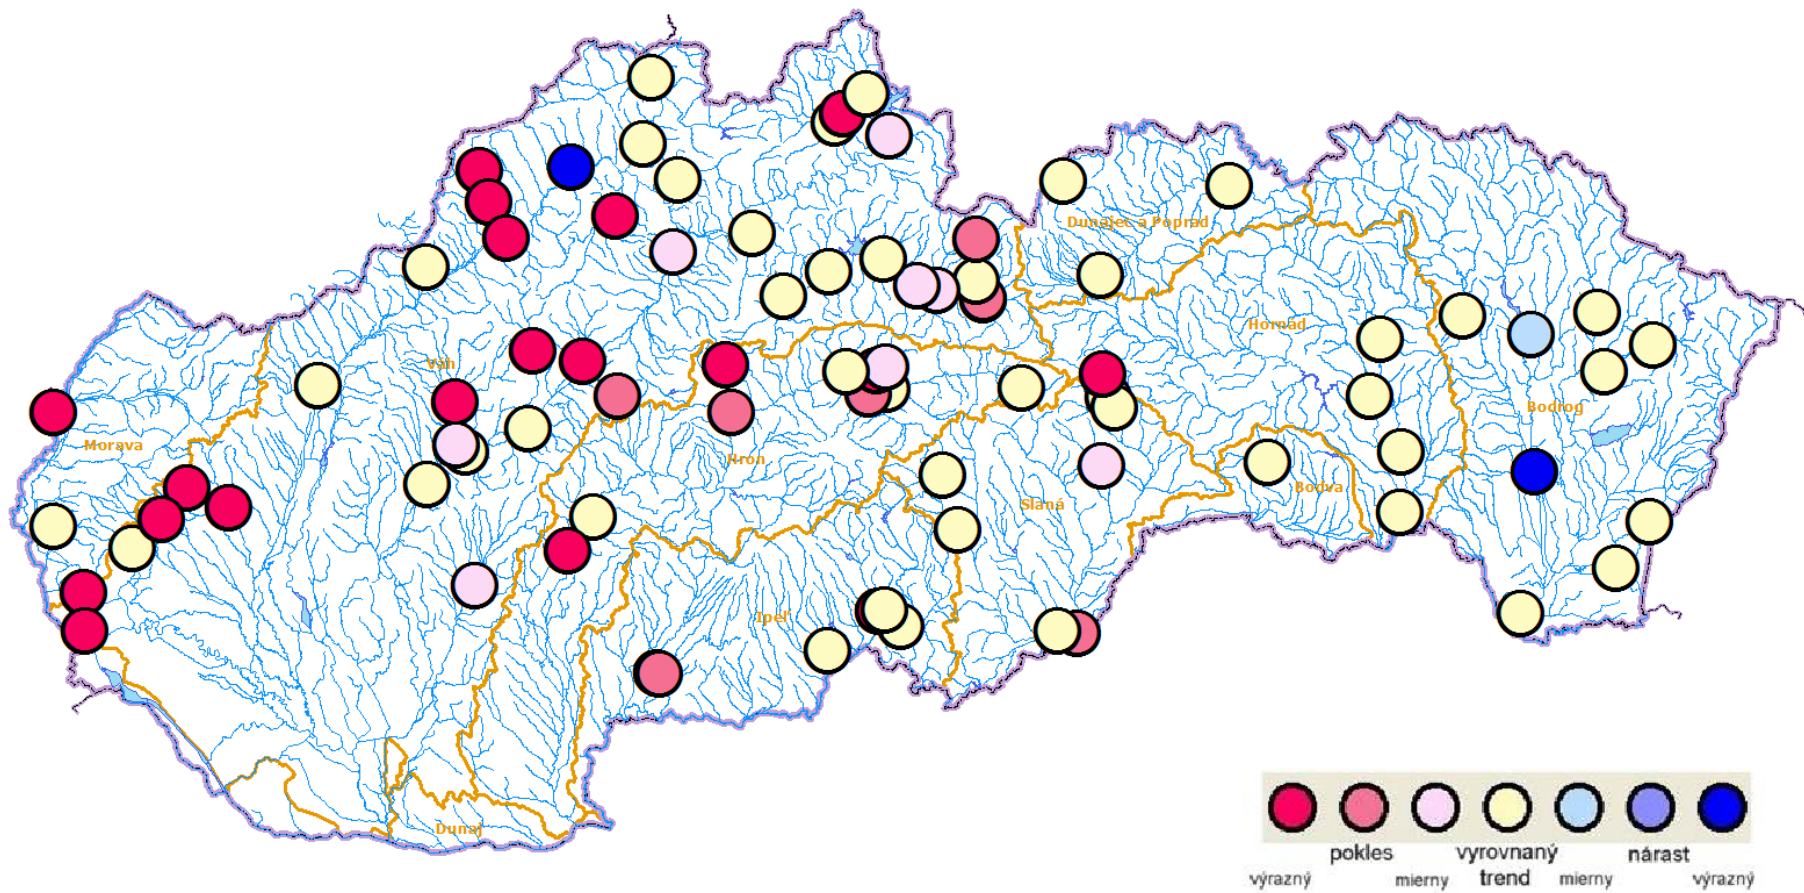 Dunajec a Poprad
Hornád
Váh
Bodrog
Morava
Hron
Bodva
Slaná
Ipeľ
Dunaj
pokles vyrovnaný nárast
výrazný mierny trend mierny výrazný